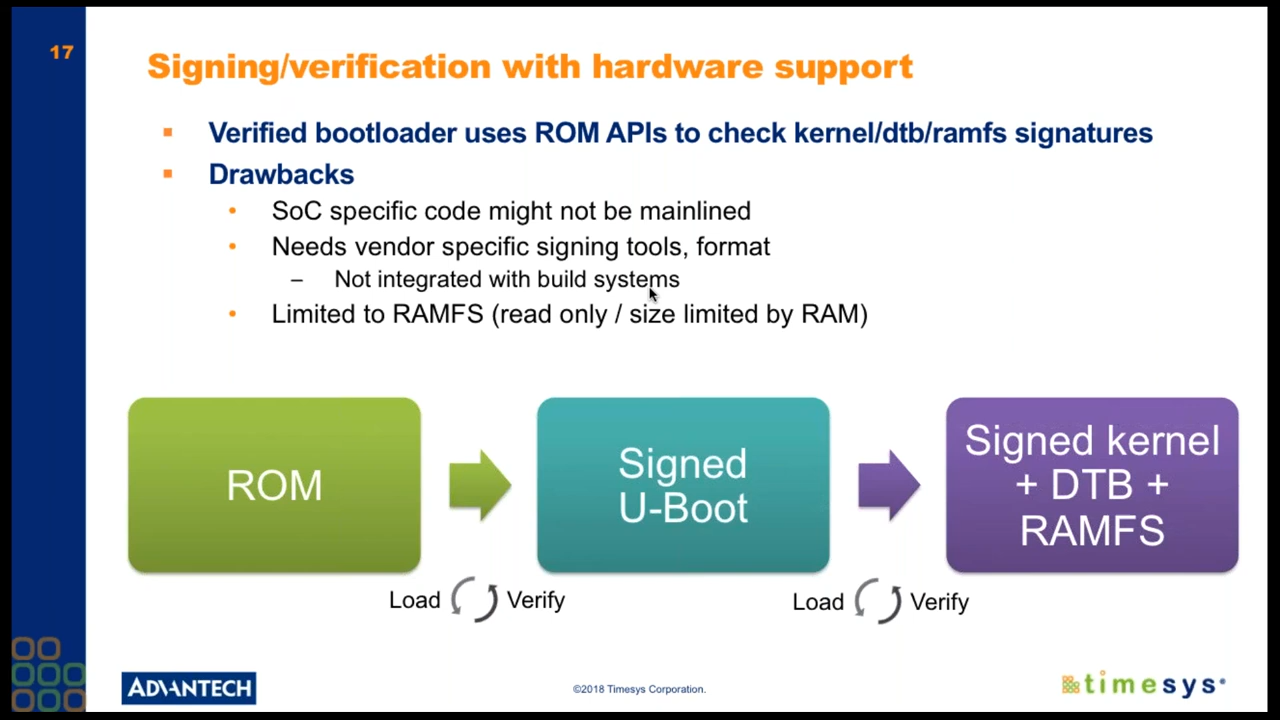 17
Signing/verification with hardware support
Verified bootloader uses ROM APIs to check kernel/dtb/ramfs signatures
Drawbacks
SoC specific code might not be mainlined
Needs vendor specific signing tools, format
– Not integrated with build systems
Limited to RAMFS (read only / size limited by RAM)
ROM
Signed
U-Boot
Signed kernel
+ DTB +
RAMFS
Load Verify
Load Verify
ADVANTECH
©2018 Timesys Corporation.
timesys